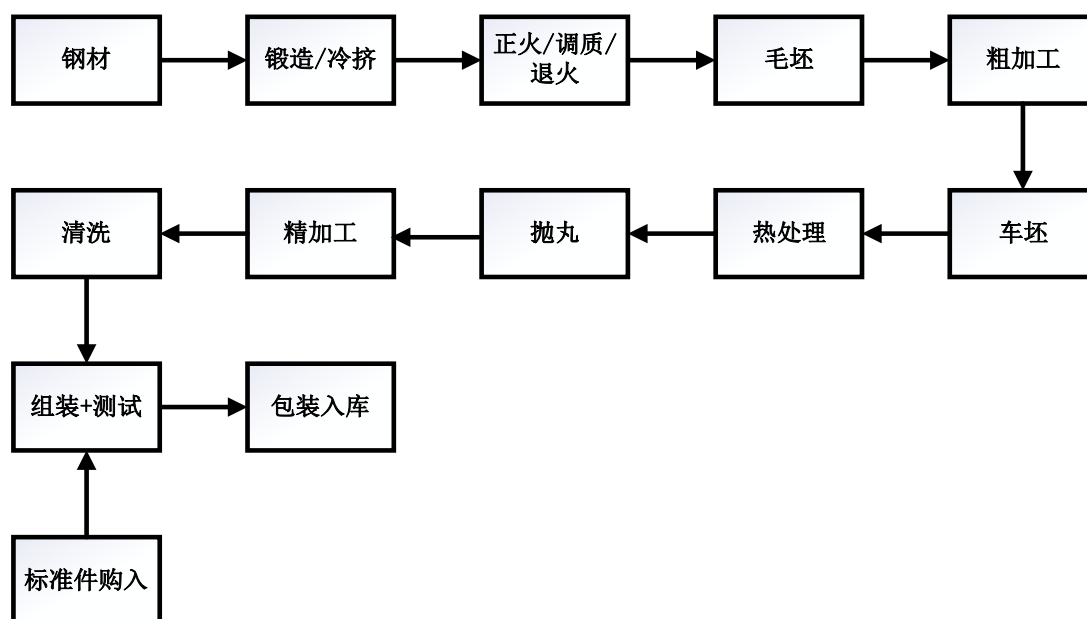 钢材
锻造/冷挤
正火/调质/
退火
毛坯
粗加工
车坯
热处理
抛丸
精加工
清洗
组装+测试
包装入库
标准件购入